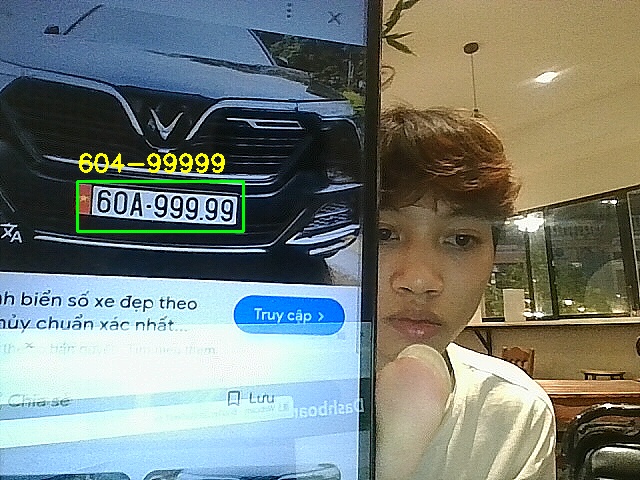 604-99999
60A-999.99
nh biển số xe đẹp theo
hủy chuẩn xác nhất...
Truy cập >
Chia sẻ
Lưu
Dashboar